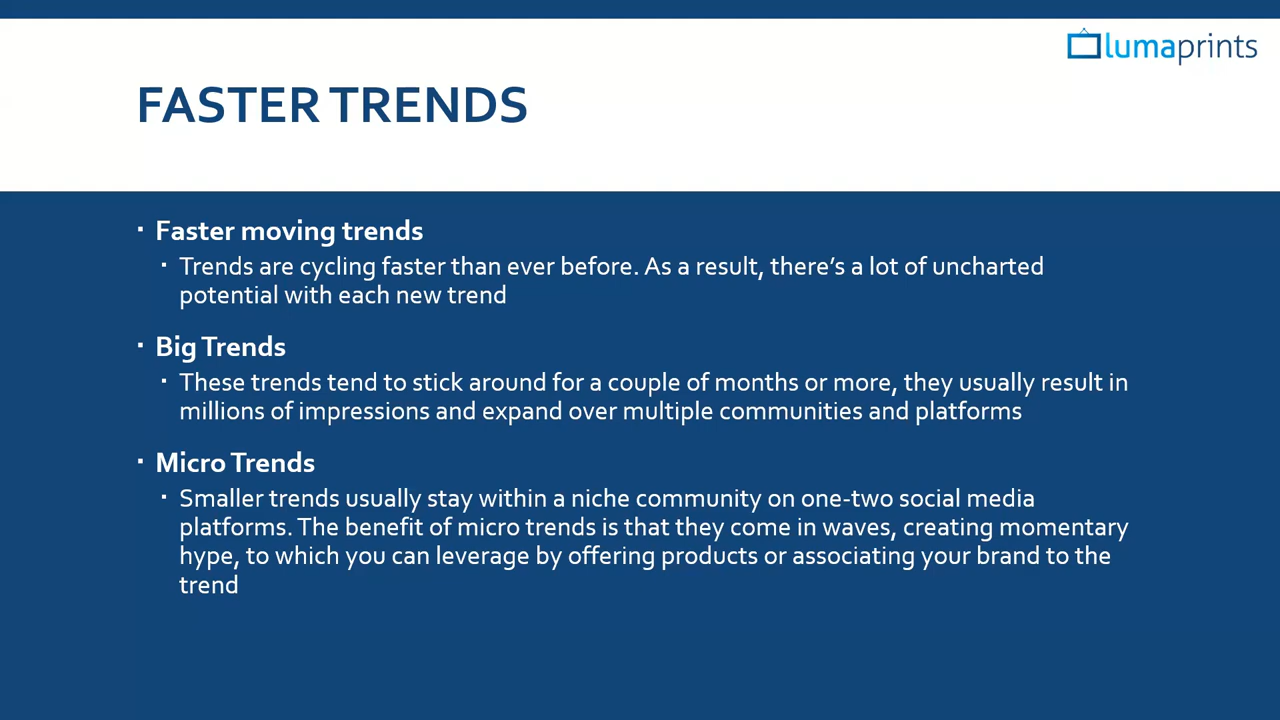 lumaprints
FASTER TRENDS
▪ Faster moving trends
▪ Trends are cycling faster than ever before. As a result, there’s a lot of uncharted
potential with each new trend
▪ Big Trends
▪ These trends tend to stick around for a couple of months or more, they usually result in
millions of impressions and expand over multiple communities and platforms
▪ Micro Trends
▪ Smaller trends usually stay within a niche community on one-two social media
platforms. The benefit of micro trends is that they come in waves, creating momentary
hype, to which you can leverage by offering products or associating your brand to the
trend